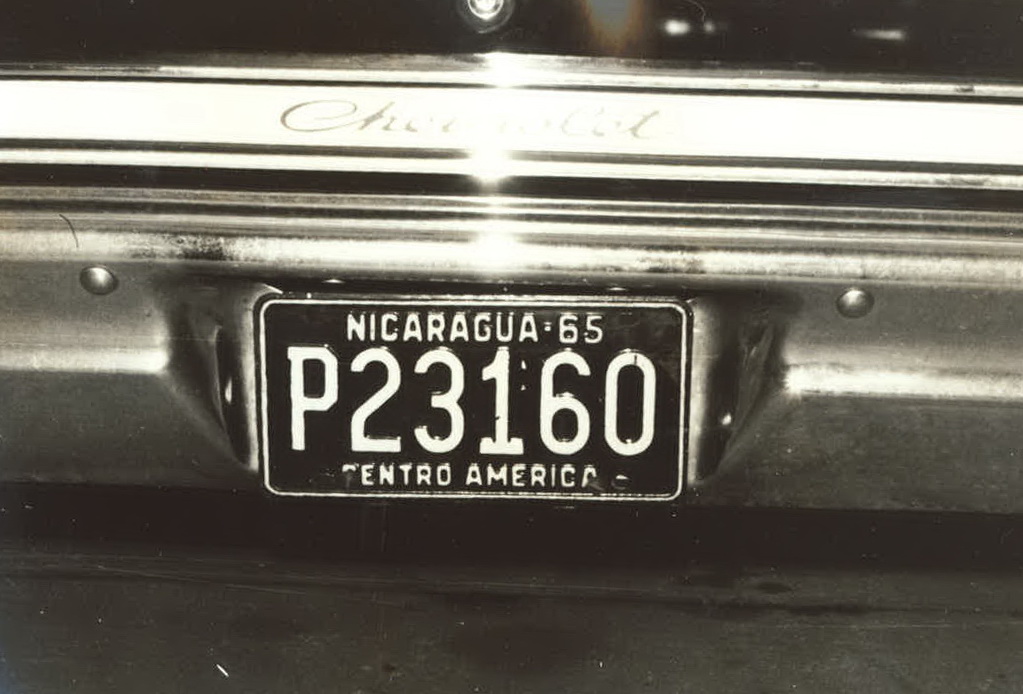 Chevrolet
NICARAGUA·65
P23160
CENTRO AMERICA